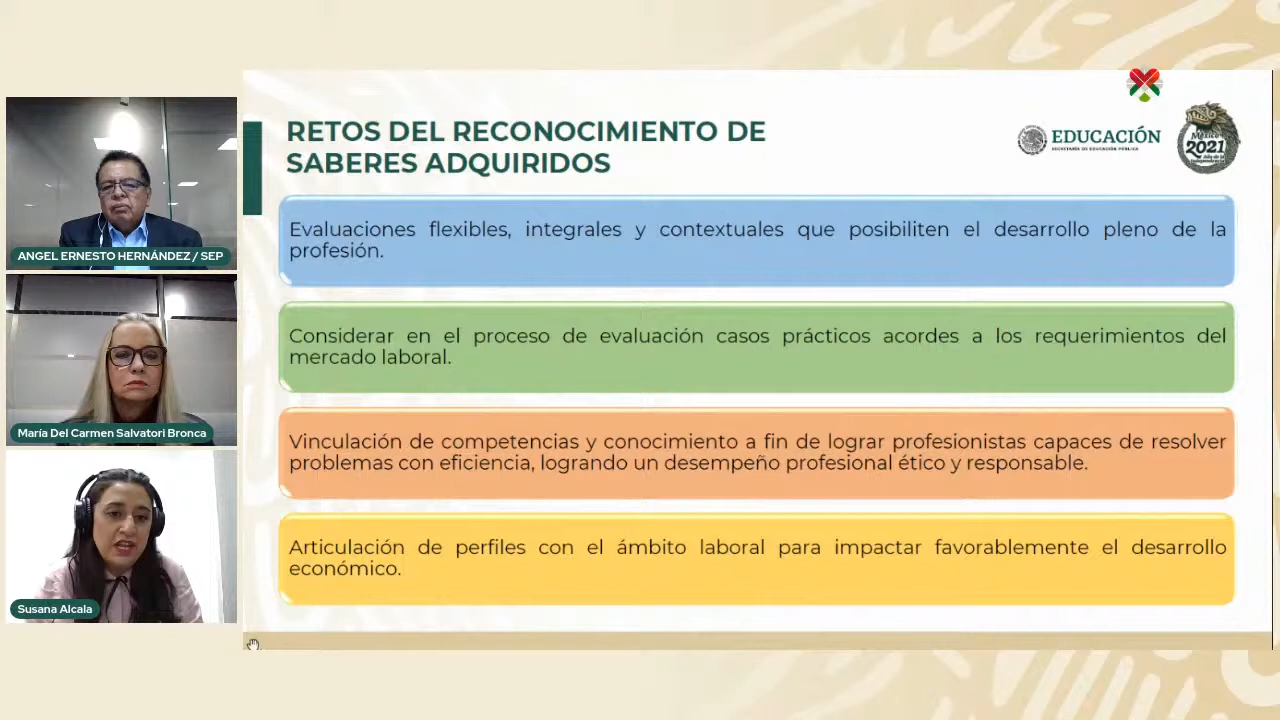 ANGEL ERNESTO HERNÁNDEZ / SEP
María Del Carmen Salvatori Bronca
Susana Alcala
RETOS DEL RECONOCIMIENTO DE
SABERES ADQUIRIDOS
EDUCACIÓN
SECRETARÍA DE EDUCACIÓN PÚBLICA
México
2021
Evaluaciones flexibles, integrales y contextuales que posibiliten el desarrollo pleno de la
profesión.
Considerar en el proceso de evaluación casos prácticos acordes a los requerimientos del
mercado laboral.
Vinculación de competencias y conocimiento a fin de lograr profesionistas capaces de resolver
problemas con eficiencia, logrando un desempeño profesional ético y responsable.
Articulación de perfiles con el ámbito laboral para impactar favorablemente el desarrollo
económico.